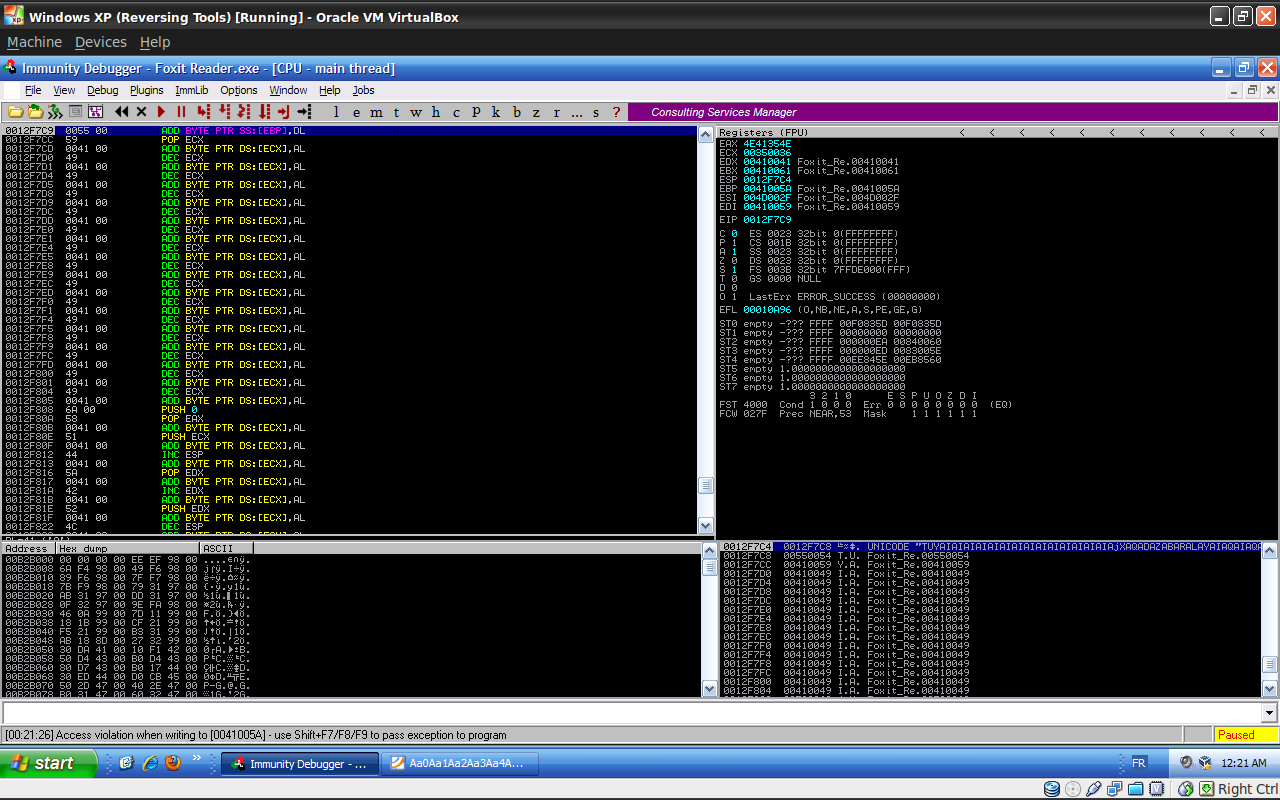 Windows XP (Reversing Tools) [Running] - Oracle VM VirtualBox
Machine Devices Help
Immunity Debugger - Foxit Reader.exe - [CPU - main thread]
File View Debug Plugins ImmLib Options Window Help Jobs
l e m t w h c P k b z r ... s ?
Consulting Services Manager
0012F7C9 0055 00 ADD BYTE PTR SS:[EBP],DL
0012F7CC 59 POP ECX
0012F7CD 0041 00 ADD BYTE PTR DS:[ECX],AL
0012F7D0 49 DEC ECX
0012F7D1 0041 00 ADD BYTE PTR DS:[ECX],AL
0012F7D4 49 DEC ECX
0012F7D5 0041 00 ADD BYTE PTR DS:[ECX],AL
0012F7D8 49 DEC ECX
0012F7D9 0041 00 ADD BYTE PTR DS:[ECX],AL
0012F7DC 49 DEC ECX
0012F7DD 0041 00 ADD BYTE PTR DS:[ECX],AL
0012F7E0 49 DEC ECX
0012F7E1 0041 00 ADD BYTE PTR DS:[ECX],AL
0012F7E4 49 DEC ECX
0012F7E5 0041 00 ADD BYTE PTR DS:[ECX],AL
0012F7E8 49 DEC ECX
0012F7E9 0041 00 ADD BYTE PTR DS:[ECX],AL
0012F7EC 49 DEC ECX
0012F7ED 0041 00 ADD BYTE PTR DS:[ECX],AL
0012F7F0 49 DEC ECX
0012F7F1 0041 00 ADD BYTE PTR DS:[ECX],AL
0012F7F4 49 DEC ECX
0012F7F5 0041 00 ADD BYTE PTR DS:[ECX],AL
0012F7F8 49 DEC ECX
0012F7F9 0041 00 ADD BYTE PTR DS:[ECX],AL
0012F7FC 49 DEC ECX
0012F7FD 0041 00 ADD BYTE PTR DS:[ECX],AL
0012F800 49 DEC ECX
0012F801 0041 00 ADD BYTE PTR DS:[ECX],AL
0012F804 49 DEC ECX
0012F805 0041 00 ADD BYTE PTR DS:[ECX],AL
0012F808 6A 00 PUSH 0
0012F80A 58 POP EAX
0012F80B 0041 00 ADD BYTE PTR DS:[ECX],AL
0012F80E 51 PUSH ECX
0012F80F 0041 00 ADD BYTE PTR DS:[ECX],AL
0012F812 44 INC ESP
0012F813 0041 00 ADD BYTE PTR DS:[ECX],AL
0012F816 5A POP EDX
0012F817 0041 00 ADD BYTE PTR DS:[ECX],AL
0012F81A 42 INC EDX
0012F81B 0041 00 ADD BYTE PTR DS:[ECX],AL
0012F81E 52 PUSH EDX
0012F81F 0041 00 ADD BYTE PTR DS:[ECX],AL
0012F822 4C DEC ESP
Registers (FPU) < < < < < < < < < < <
EAX 4E41354E
ECX 00350036
EDX 00410041 Foxit_Re.00410041
EBX 00410061 Foxit_Re.00410061
ESP 0012F7C4
EBP 0041005A Foxit_Re.0041005A
ESI 004D002F Foxit_Re.004D002F
EDI 00410059 Foxit_Re.00410059
EIP 0012F7C9
C 0 ES 0023 32bit 0(FFFFFFFF)
P 1 CS 001B 32bit 0(FFFFFFFF)
A 1 SS 0023 32bit 0(FFFFFFFF)
Z 0 DS 0023 32bit 0(FFFFFFFF)
S 1 FS 003B 32bit 7FFDE000(FFF)
T 0 GS 0000 NULL
D 0
O 1 LastErr ERROR_SUCCESS (00000000)
EFL 00010A96 (O,NB,NE,A,S,PE,GE,G)
ST0 empty -??? FFFF 00F0835D 00F0835D
ST1 empty -??? FFFF 00000000 00000000
ST2 empty -??? FFFF 000000EA 00840060
ST3 empty -??? FFFF 000000ED 0083005E
ST4 empty -??? FFFF 00EE845E 00EB8560
ST5 empty 1.0000000000000000000
ST6 empty 1.0000000000000000000
ST7 empty 1.0000000000000000000
3 2 1 0 E S P U O Z D I
FST 4000 Cond 1 0 0 0 Err 0 0 0 0 0 0 0 0 (EQ)
FCW 027F Prec NEAR,53 Mask 1 1 1 1 1 1
Address Hex dump ASCII
00B2B000 00 00 00 00 EE EF 98 00
00B2B008 6A F4 98 00 49 F6 98 00
00B2B010 89 F6 98 00 7F F7 98 00
00B2B018 7B F9 98 00 79 31 97 00
00B2B020 AB 31 97 00 DD 31 97 00
00B2B028 0F 32 97 00 9E FA 98 00
00B2B030 46 0A 99 00 7D 11 99 00
00B2B038 18 1B 99 00 CF 21 99 00
00B2B040 F5 21 99 00 B3 31 99 00
00B2B048 AB 18 8D 00 27 32 99 00
00B2B050 30 DA 41 00 10 F1 42 00
00B2B058 50 D4 43 00 B0 D4 43 00
00B2B060 80 D7 43 00 B0 17 44 00
00B2B068 30 ED 44 00 D0 CB 45 00
00B2B070 50 2D 47 00 40 2E 47 00
0012F7C4 0012F7C8 UNICODE "TUYAIAIAIAIAIAIAIAIAIAIAIAIAIAIAjXAQADAZABARALAYAIAQAIAQA
0012F7C8 00550054 T.U. Foxit_Re.00550054
0012F7CC 00410059 Y.A. Foxit_Re.00410059
0012F7D0 00410049 I.A. Foxit_Re.00410049
0012F7D4 00410049 I.A. Foxit_Re.00410049
0012F7D8 00410049 I.A. Foxit_Re.00410049
0012F7DC 00410049 I.A. Foxit_Re.00410049
0012F7E0 00410049 I.A. Foxit_Re.00410049
0012F7E4 00410049 I.A. Foxit_Re.00410049
0012F7E8 00410049 I.A. Foxit_Re.00410049
0012F7EC 00410049 I.A. Foxit_Re.00410049
0012F7F0 00410049 I.A. Foxit_Re.00410049
0012F7F4 00410049 I.A. Foxit_Re.00410049
0012F7F8 00410049 I.A. Foxit_Re.00410049
0012F7FC 00410049 I.A. Foxit_Re.00410049
0012F800 00410049 I.A. Foxit_Re.00410049
0012F804 00410049 I.A. Foxit_Re.00410049
[00:21:26] Access violation when writing to [0041005A] - use Shift+F7/F8/F9 to pass exception to program
Paused
start
Immunity Debugger - ...
Aa0Aa1Aa2Aa3Aa4A...
FR
12:21 AM
Right Ctrl